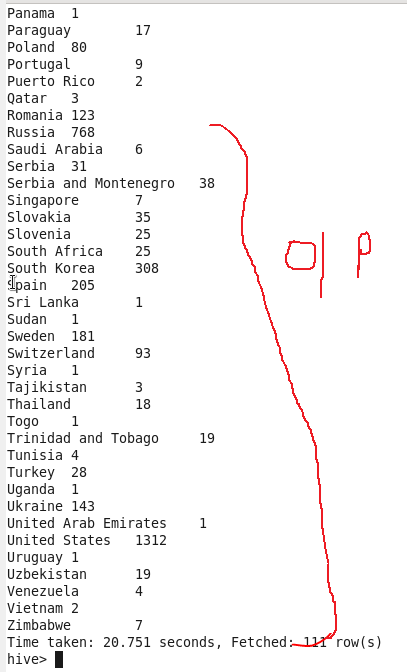 Panama	1
Paraguay	17
Poland	80
Portugal	9
Puerto Rico	2
Qatar	3
Romania	123
Russia	768
Saudi Arabia	6
Serbia	31
Serbia and Montenegro	38
Singapore	7
Slovakia	35
Slovenia	25
South Africa	25
South Korea	308
Spain	205
Sri Lanka	1
Sudan	1
Sweden	181
Switzerland	93
Syria	1
Tajikistan	3
Thailand	18
Togo	1
Trinidad and Tobago	19
Tunisia	4
Turkey	28
Uganda	1
Ukraine	143
United Arab Emirates	1
United States	1312
Uruguay	1
Uzbekistan	19
Venezuela	4
Vietnam	2
Zimbabwe	7
Time taken: 20.751 seconds, Fetched: 111 row(s)
hive>
o|p